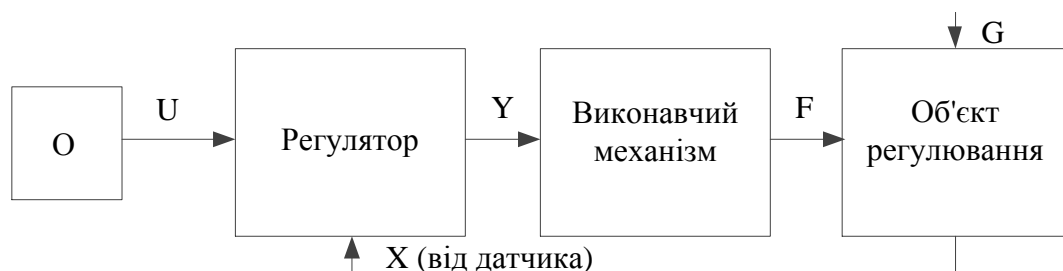 G
U
Y
F
О
Регулятор
Виконавчий
механізм
Об'єкт
регулювання
X (від датчика)